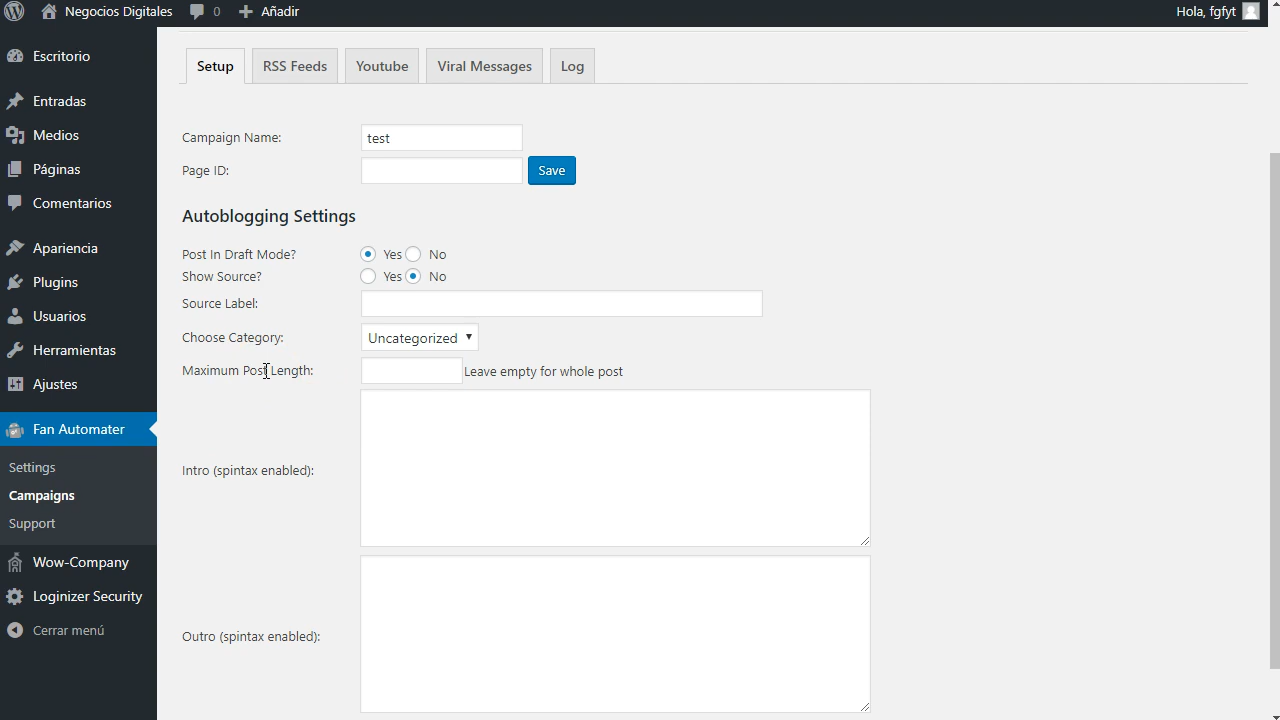 Negocios Digitales 0 Añadir Hola, fgfyt
Escritorio
Entradas
Medios
Páginas
Comentarios
Apariencia
Plugins
Usuarios
Herramientas
Ajustes
Fan Automater
Settings
Campaigns
Support
Wow-Company
Loginizer Security
Cerrar menú
Setup RSS Feeds Youtube Viral Messages Log
Campaign Name: test
Page ID: Save
Autoblogging Settings
Post In Draft Mode? Yes No
Show Source? Yes No
Source Label:
Choose Category: Uncategorized
Maximum Post Length: Leave empty for whole post
Intro (spintax enabled):
Outro (spintax enabled):